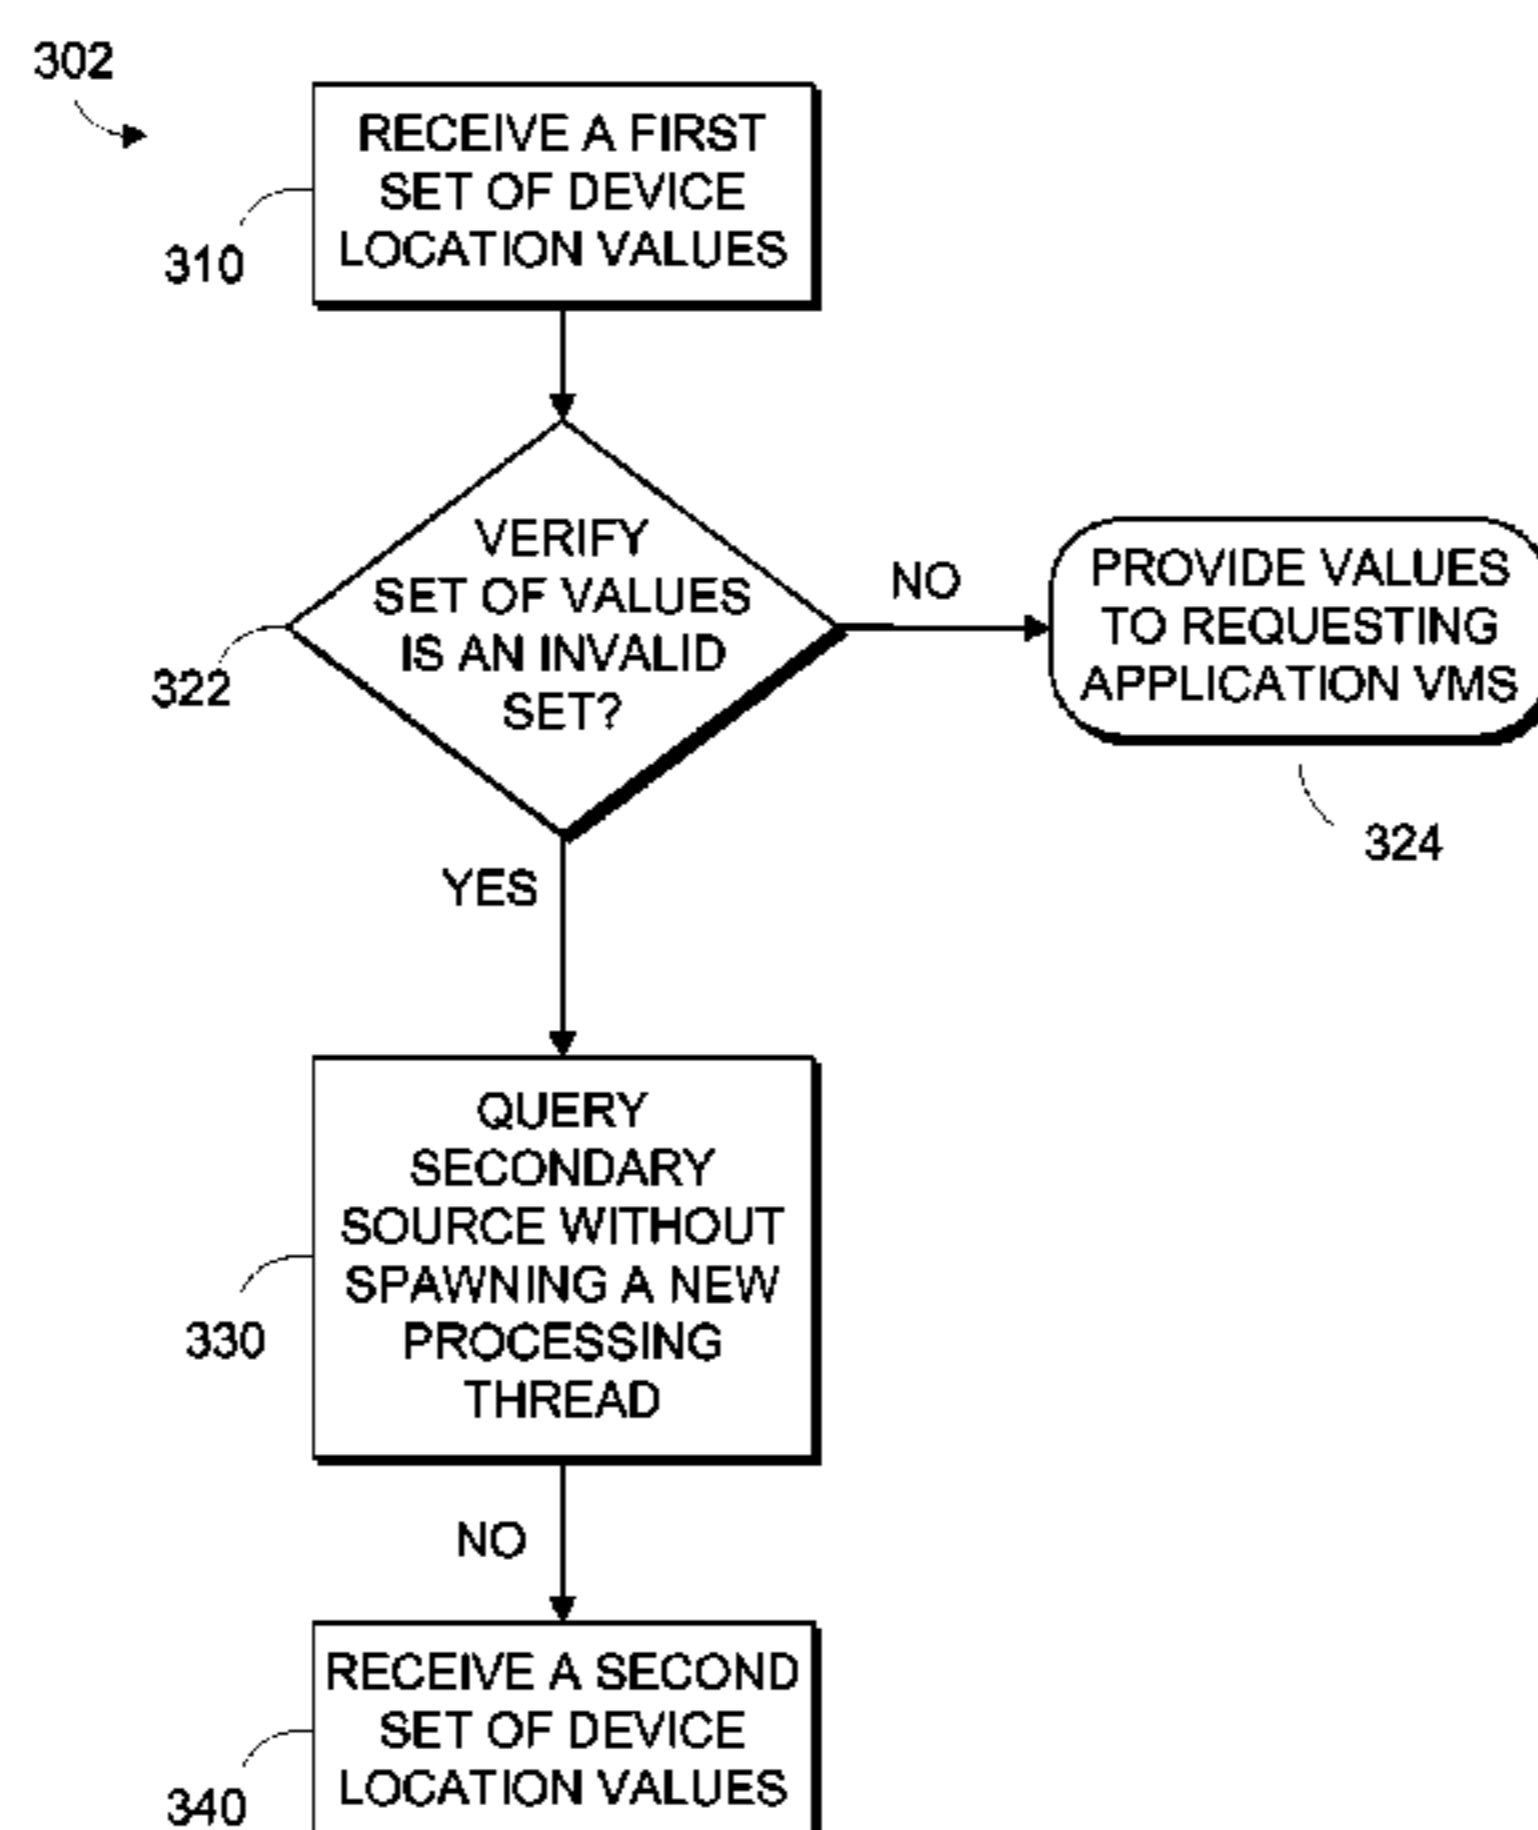 302
RECEIVE A FIRST
SET OF DEVICE
LOCATION VALUES
310
VERIFY
SET OF VALUES
IS AN INVALID
SET?
322
NO
PROVIDE VALUES
TO REQUESTING
APPLICATION VMS
324
YES
QUERY
SECONDARY
SOURCE WITHOUT
SPAWNING A NEW
PROCESSING
THREAD
330
NO
RECEIVE A SECOND
SET OF DEVICE
LOCATION VALUES
340